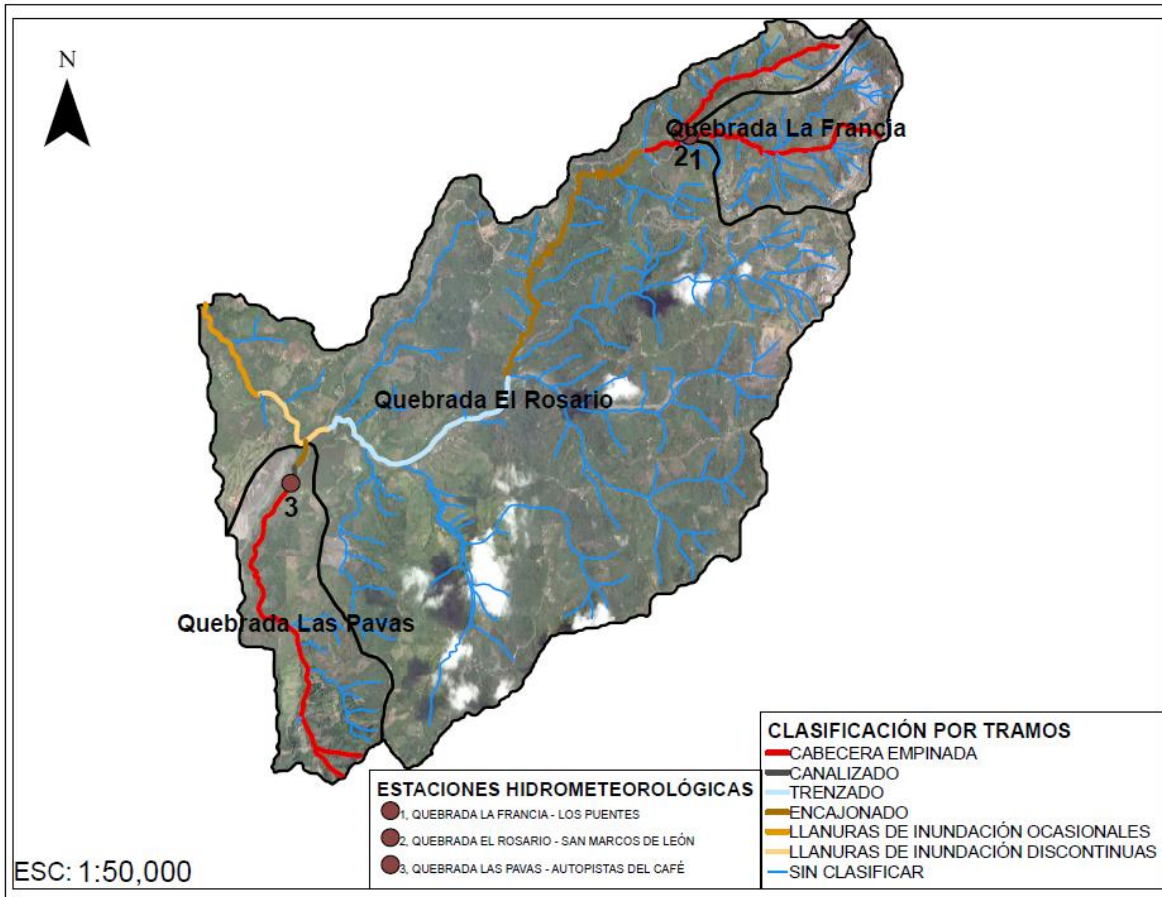 N
Quebrada La Francia
21
Quebrada El Rosario
3
Quebrada Las Pavas
ESTACIONES HIDROMETEOROLÓGICAS
1, QUEBRADA LA FRANCIA - LOS PUENTES
2, QUEBRADA EL ROSARIO - SAN MARCOS DE LEÓN
3, QUEBRADA LAS PAVAS - AUTOPISTAS DEL CAFÉ
CLASIFICACIÓN POR TRAMOS
CABECERA EMPINADA
CANALIZADO
TRENZADO
ENCAJONADO
LLANURAS DE INUNDACIÓN OCASIONALES
LLANURAS DE INUNDACIÓN DISCONTINUAS
SIN CLASIFICAR
ESC: 1:50,000